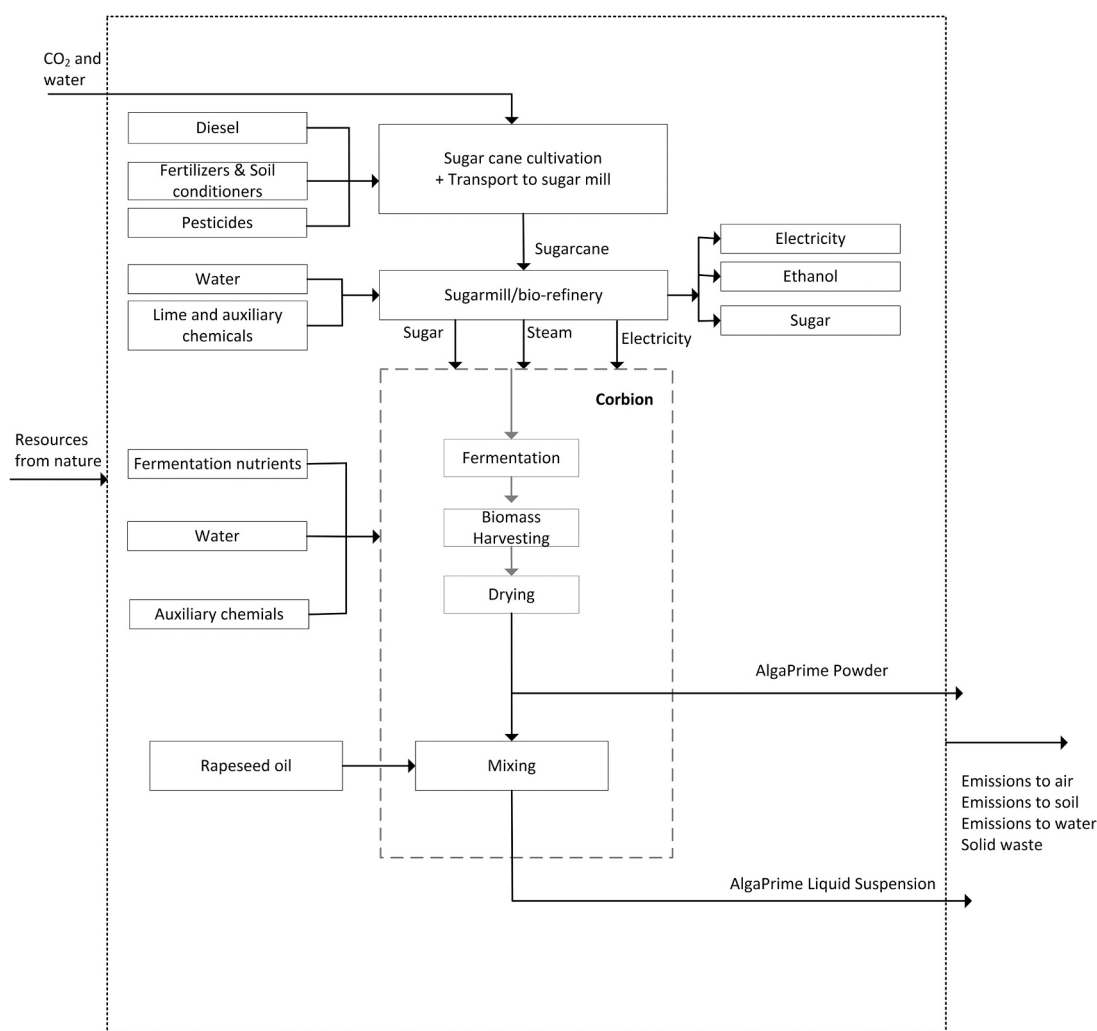 CO₂ and
water
Diesel
Fertilizers & Soil
conditioners
Pesticides
Sugar cane cultivation
+ Transport to sugar mill
Sugarcane
Water
Lime and auxiliary
chemicals
Sugarmill/bio-refinery
Electricity
Ethanol
Sugar
Sugar
Steam
Electricity
Corbion
Resources
from nature
Fermentation nutrients
Water
Auxiliary chemials
Fermentation
Biomass
Harvesting
Drying
AlgaPrime Powder
Rapeseed oil
Mixing
Emissions to air
Emissions to soil
Emissions to water
Solid waste
AlgaPrime Liquid Suspension